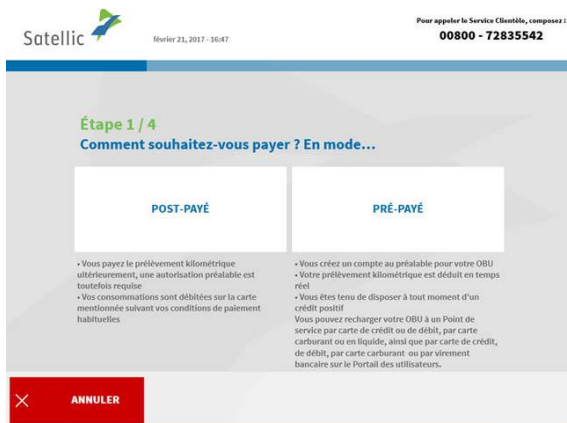 Satellic
février 21, 2017 - 16:47
Pour appeler le Service Clientèle, composez :
00800 - 72835542
Étape 1 / 4
Comment souhaitez-vous payer ? En mode...
POST-PAYÉ
PRÉ-PAYÉ
• Vous payez le prélèvement kilométrique
ultérieurement, une autorisation préalable est
toutefois requise
• Vos consommations sont débitées sur la carte
mentionnée suivant vos conditions de paiement
habituelles
• Vous créez un compte au préalable pour votre OBU
• Votre prélèvement kilométrique est déduit en temps
réel
• Vous êtes tenu de disposer à tout moment d'un
crédit positif
Vous pouvez recharger votre OBU à un Point de
service par carte de crédit ou de débit, par carte
carburant ou en liquide, ainsi que par carte de crédit,
de débit, par carte carburant ou par virement
bancaire sur le Portail des utilisateurs.
ANNULER